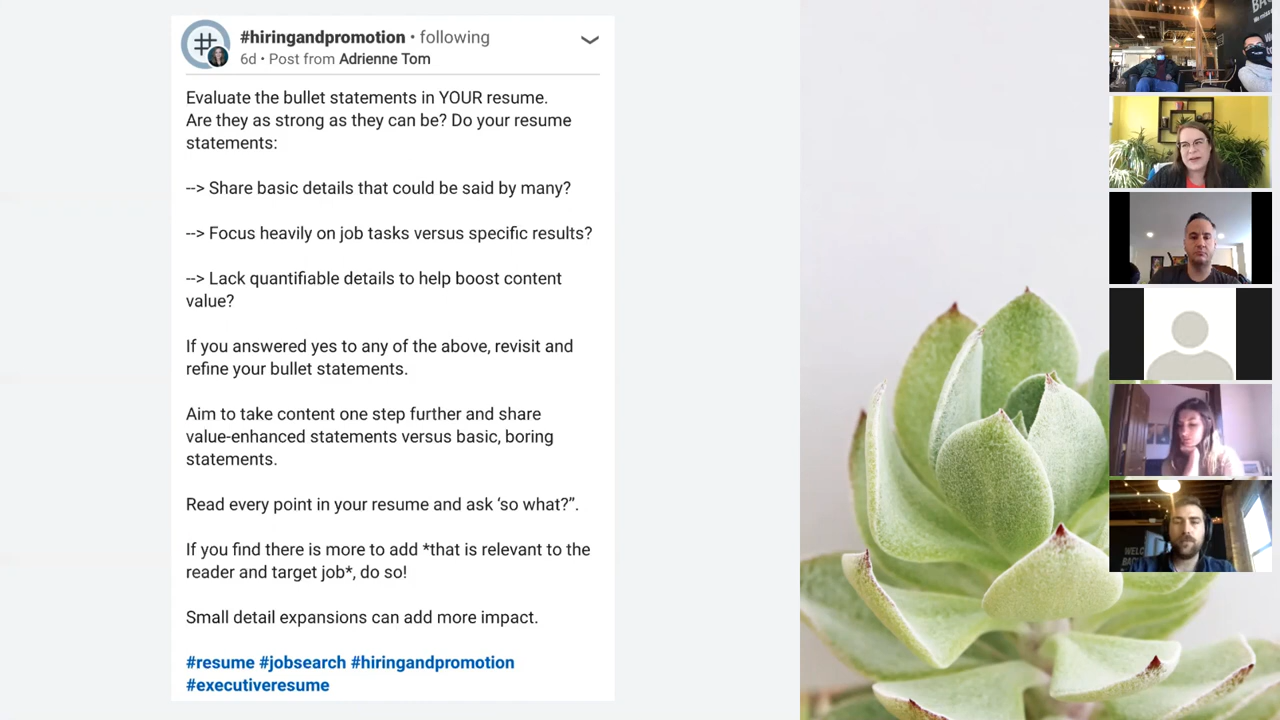 #hiringandpromotion • following
6d • Post from Adrienne Tom
Evaluate the bullet statements in YOUR resume.
Are they as strong as they can be? Do your resume
statements:
--> Share basic details that could be said by many?
--> Focus heavily on job tasks versus specific results?
--> Lack quantifiable details to help boost content
value?
If you answered yes to any of the above, revisit and
refine your bullet statements.
Aim to take content one step further and share
value-enhanced statements versus basic, boring
statements.
Read every point in your resume and ask ‘so what?”.
If you find there is more to add *that is relevant to the
reader and target job*, do so!
Small detail expansions can add more impact.
#resume #jobsearch #hiringandpromotion
#executiveresume